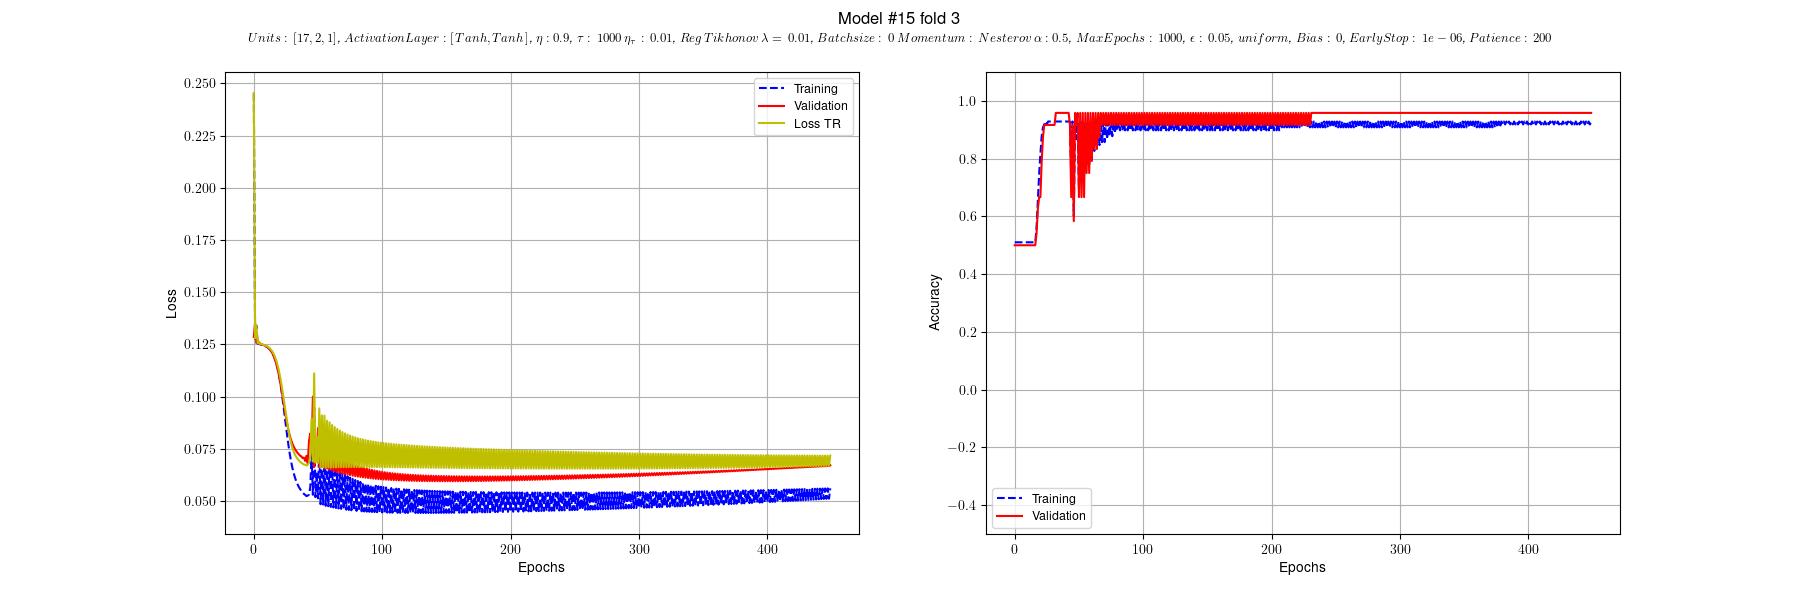 Model #15 fold 3
Units : [17, 2, 1], ActivationLayer : [Tanh, Tanh], η : 0.9, τ : 1000 η_τ : 0.01, Reg Tikhonov λ = 0.01, Batchsize : 0 Momentum : Nesterov α : 0.5, MaxEpochs : 1000, ϵ : 0.05, uniform, Bias : 0, EarlyStop : 1e − 06, Patience : 200
0.250
0.225
0.200
0.175
0.150
0.125
0.100
0.075
0.050
Loss
Training
Validation
Loss TR
0 100 200 300 400
Epochs
1.0
0.8
0.6
0.4
0.2
0.0
−0.2
−0.4
Accuracy
Training
Validation
0 100 200 300 400
Epochs